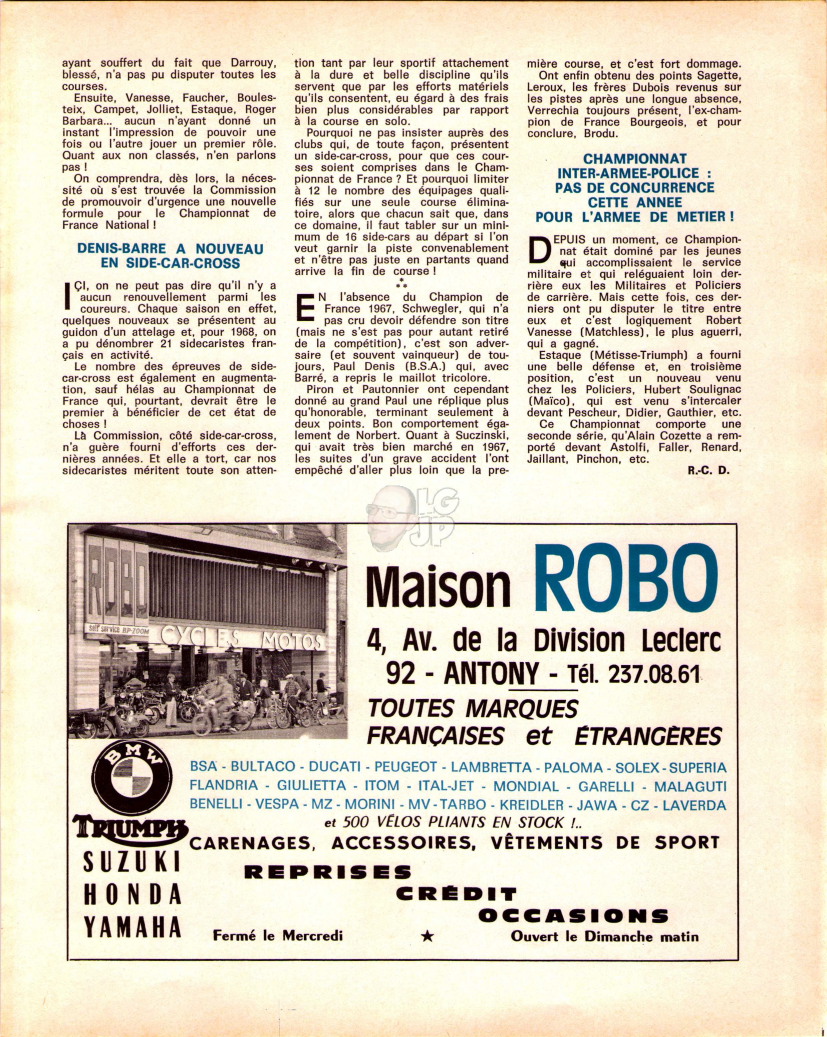 ayant souffert du fait que Darrouy,
blessé, n'a pas pu disputer toutes les
courses.
Ensuite, Vanesse, Faucher, Boules-
teix, Campet, Jolliet, Estaque, Roger
Barbara... aucun n'ayant donné un
instant l'impression de pouvoir une
fois ou l'autre jouer un premier rôle.
Quant aux non classés, n'en parlons
pas !
On comprendra, dès lors, la néces-
sité où s'est trouvée la Commission
de promouvoir d'urgence une nouvelle
formule pour le Championnat de
France National !
DENIS-BARRE A NOUVEAU
EN SIDE-CAR-CROSS
IÇI, on ne peut pas dire qu'il n'y a
aucun renouvellement parmi les
coureurs. Chaque saison en effet,
quelques nouveaux se présentent au
guidon d'un attelage et, pour 1968, on
a pu dénombrer 21 sidecaristes fran-
çais en activité.
Le nombre des épreuves de side-
car-cross est également en augmenta-
tion, sauf hélas au Championnat de
France qui, pourtant, devrait être le
premier à bénéficier de cet état de
choses !
Là Commission, côté side-car-cross,
n'a guère fourni d'efforts ces der-
nières années. Et elle a tort, car nos
sidecaristes méritent toute son atten-
tion tant par leur sportif attachement
à la dure et belle discipline qu'ils
servent que par les efforts matériels
qu'ils consentent, eu égard à des frais
bien plus considérables par rapport
à la course en solo.
Pourquoi ne pas insister auprès des
clubs qui, de toute façon, présentent
un side-car-cross, pour que ces cour-
ses soient comprises dans le Cham-
pionnat de France ? Et pourquoi limiter
à 12 le nombre des équipages quali-
fiés sur une seule course élimina-
toire, alors que chacun sait que, dans
ce domaine, il faut tabler sur un mini-
mum de 16 side-cars au départ si l'on
veut garnir la piste convenablement
et n'être pas juste en partants quand
arrive la fin de course !
***
EN l'absence du Champion de
France 1967, Schwegler, qui n'a
pas cru devoir défendre son titre
(mais ne s'est pas pour autant retiré
de la compétition), c'est son adver-
saire (et souvent vainqueur) de tou-
jours, Paul Denis (B.S.A.) qui, avec
Barré, a repris le maillot tricolore.
Piron et Pautonnier ont cependant
donné au grand Paul une réplique plus
qu'honorable, terminant seulement à
deux points. Bon comportement éga-
lement de Norbert. Quant à Suczinski,
qui avait très bien marché en 1967,
les suites d'un grave accident l'ont
empêché d'aller plus loin que la pre-
mière course, et c'est fort dommage.
Ont enfin obtenu des points Sagette,
Leroux, les frères Dubois revenus sur
les pistes après une longue absence,
Verrechia toujours présent, l'ex-cham-
pion de France Bourgeois, et pour
conclure, Brodu.
CHAMPIONNAT
INTER-ARMEE-POLICE :
PAS DE CONCURRENCE
CETTE ANNEE
POUR L'ARMEE DE METIER !
DEPUIS un moment, ce Champion-
nat était dominé par les jeunes
qui accomplissaient le service
militaire et qui reléguaient loin der-
rière eux les Militaires et Policiers
de carrière. Mais cette fois, ces der-
niers ont pu disputer le titre entre
eux et c'est logiquement Robert
Vanesse (Matchless), le plus aguerri,
qui a gagné.
Estaque (Métisse-Triumph) a fourni
une belle défense et, en troisième
position, c'est un nouveau venu
chez les Policiers, Hubert Soulignac
(Maïco), qui est venu s'intercaler
devant Pescheur, Didier, Gauthier, etc.
Ce Championnat comporte une
seconde série, qu'Alain Cozette a rem-
porté devant Astolfi, Faller, Renard,
Jaillant, Pinchon, etc.
R.-C. D.
LG
JP
ROBO
self service BP-ZOOM
CYCLES MOTOS
Maison ROBO
4, Av. de la Division Leclerc
92 - ANTONY - Tél. 237.08.61
TOUTES MARQUES
FRANÇAISES et ÉTRANGÈRES
BMW
TRIUMPH
SUZUKI
HONDA
YAMAHA
BSA - BULTACO - DUCATI - PEUGEOT - LAMBRETTA - PALOMA - SOLEX - SUPERIA
FLANDRIA - GIULIETTA - ITOM - ITAL-JET - MONDIAL - GARELLI - MALAGUTI
BENELLI - VESPA - MZ - MORINI - MV - TARBO - KREIDLER - JAWA - CZ - LAVERDA
et 500 VÉLOS PLIANTS EN STOCK !..
CARENAGES, ACCESSOIRES, VÊTEMENTS DE SPORT
REPRISES
CRÉDIT
OCCASIONS
Fermé le Mercredi ★ Ouvert le Dimanche matin